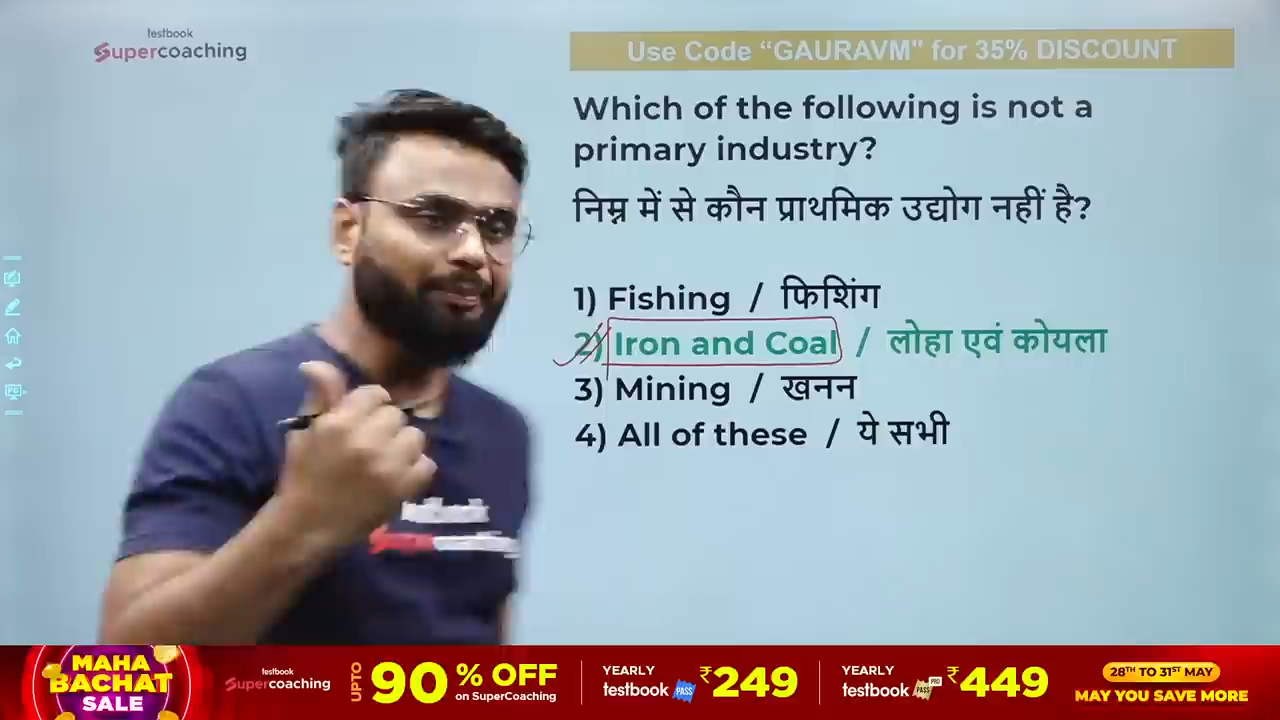 testbook
Supercoaching
Use Code “GAURAVM" for 35% DISCOUNT
Which of the following is not a
primary industry?
निम्न में से कौन प्राथमिक उद्योग नहीं है?
1) Fishing / फिशिंग
2) Iron and Coal / लोहा एवं कोयला
3) Mining / खनन
4) All of these / ये सभी
MAHA
BACHAT
SALE
testbook
Supercoaching
UPTO
90 % OFF
on SuperCoaching
YEARLY
testbook PASS
₹249
YEARLY
testbook PASS PRO
₹449
28TH TO 31ST MAY
MAY YOU SAVE MORE